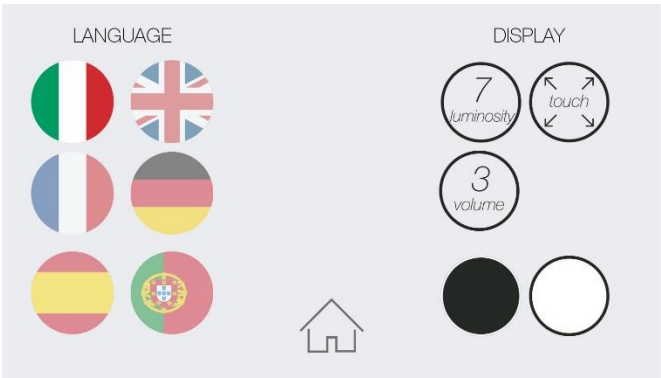 LANGUAGE
DISPLAY
7
luminosity
touch
3
volume